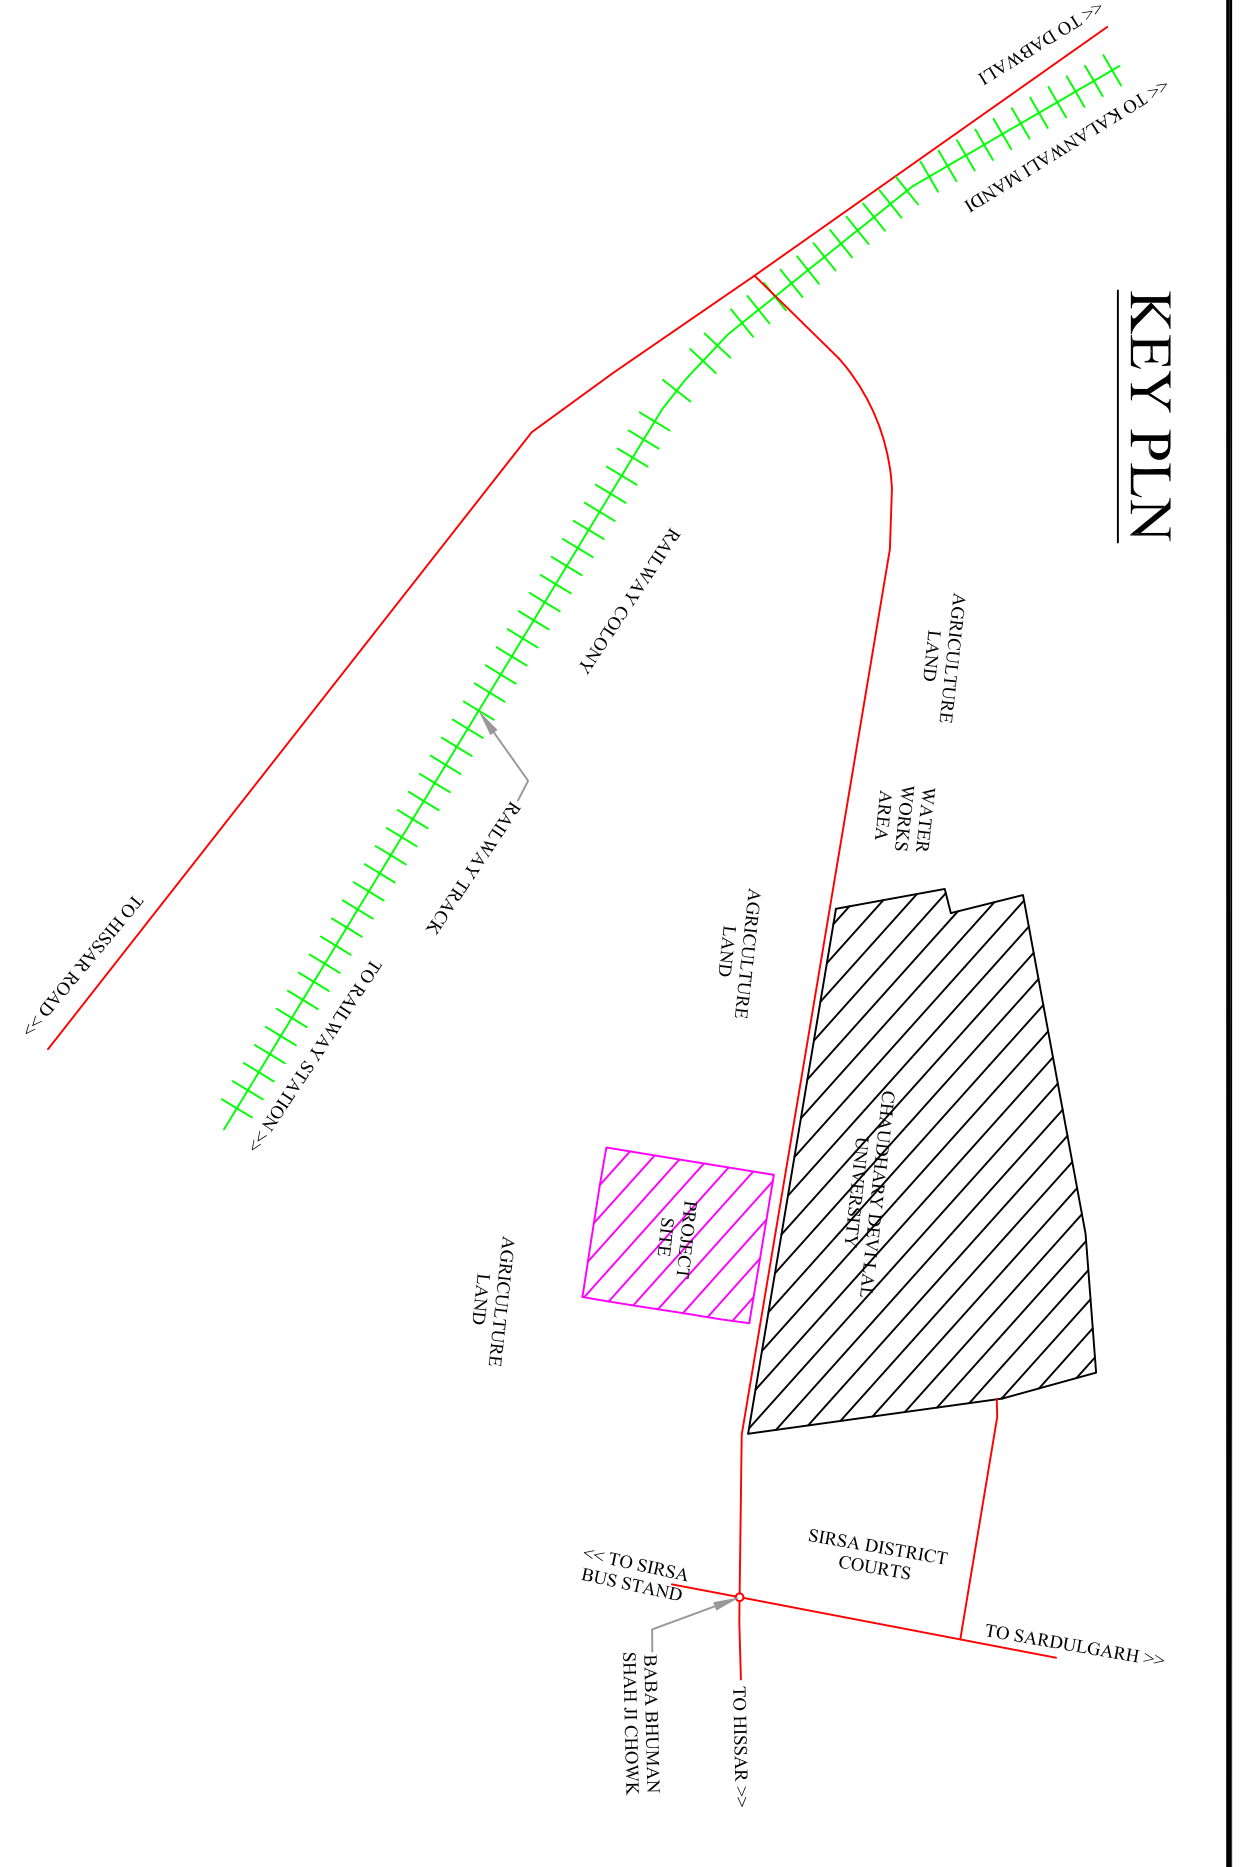 KEY PLN
<< TO DABWALI
<< TO KALANWALI MANDI
AGRICULTURE
LAND
WATER
WORKS
AREA
RAILWAY COLONY
RAILWAY TRACK
AGRICULTURE
LAND
TO HISSAR ROAD >>
TO RAILWAY STATION >>
CHAUDHARY DEVI LAL
UNIVERSITY
PROJECT
SITE
AGRICULTURE
LAND
SIRSA DISTRICT
COURTS
<< TO SIRSA
BUS STAND
TO SARDULGARH >>
BABA BHUMAN
SHAH JI CHOWK
TO HISSAR >>